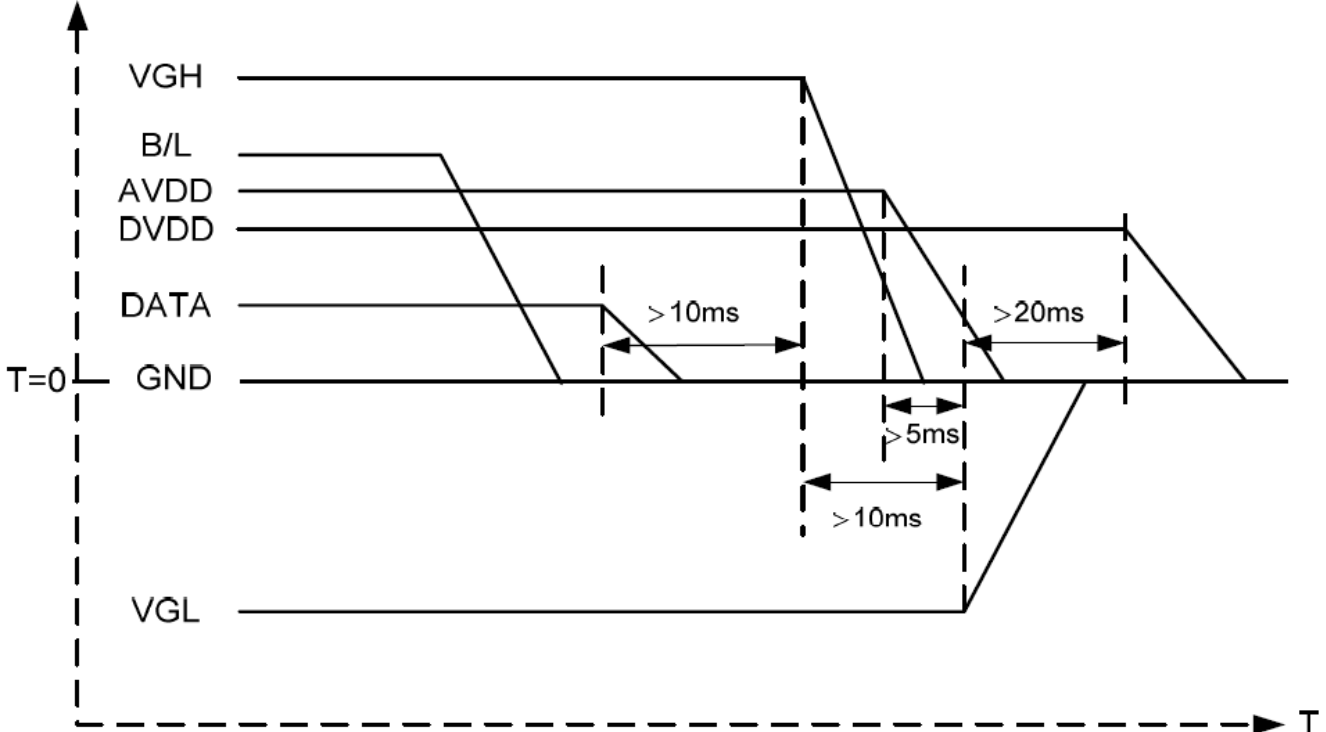 VGH
B/L
AVDD
DVDD
DATA
>10ms
>20ms
T=0
GND
>5ms
>10ms
VGL
T